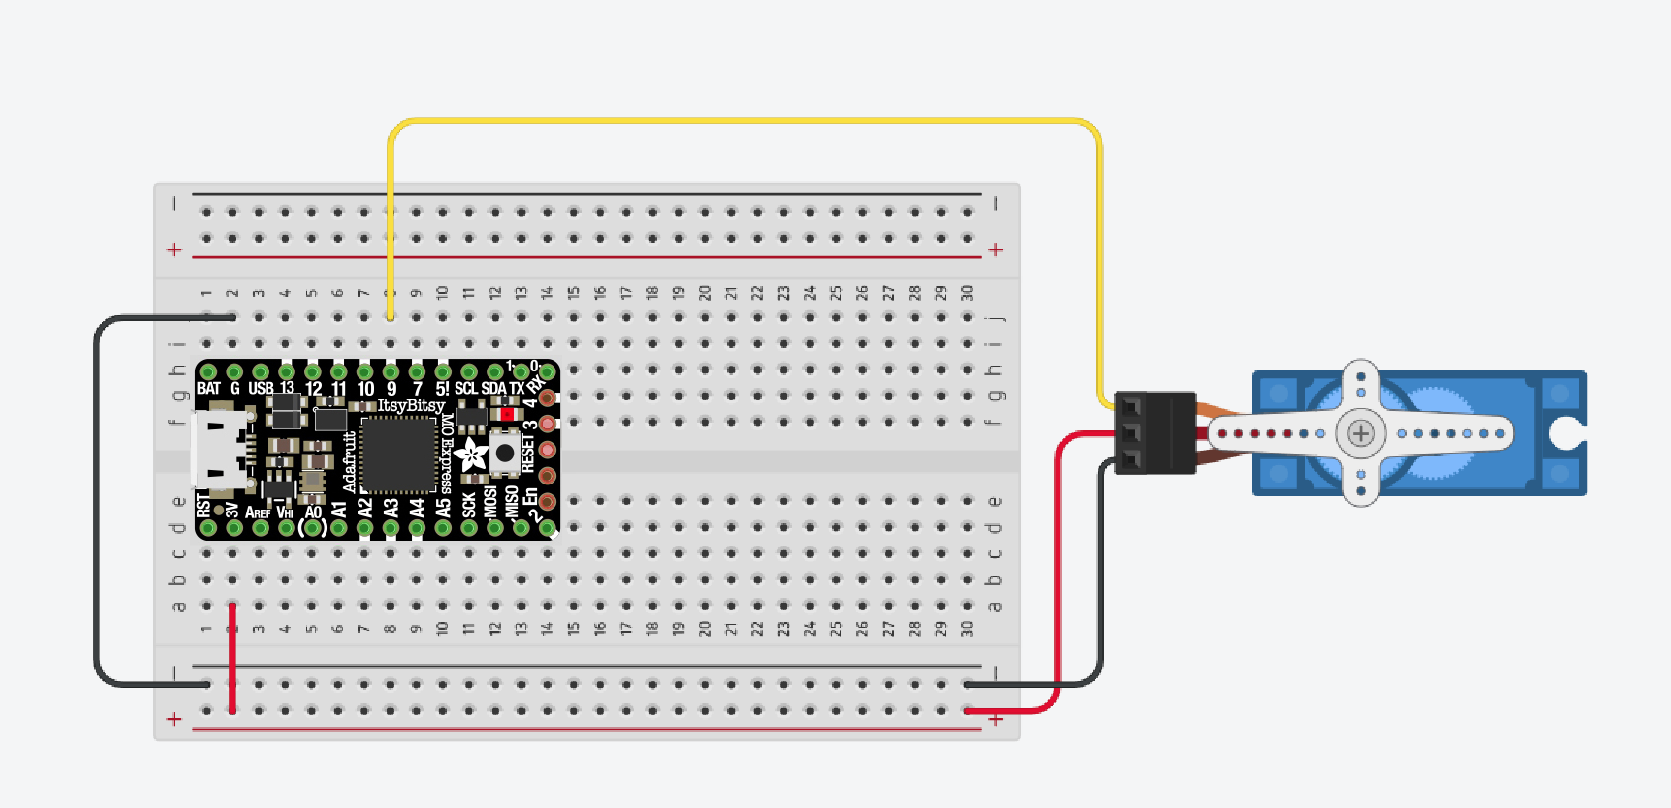 − −
+ +
1 2 3 4 5 6 7 8 9 10 11 12 13 14 15 16 17 18 19 20 21 22 23 24 25 26 27 28 29 30
j j
i i
h h
g g
f f
BAT G USB 13 12 11 10 9 7 5! SCL SDA TX RX
1 0
ItsyBitsy
M0 Express
Adafruit
4
3
RESET
En
2
RST 3V AREF VHI A0 A1 A2 A3 A4 A5 SCK MOSI MISO
e e
d d
c c
b b
a a
1 2 3 4 5 6 7 8 9 10 11 12 13 14 15 16 17 18 19 20 21 22 23 24 25 26 27 28 29 30
− −
+ +